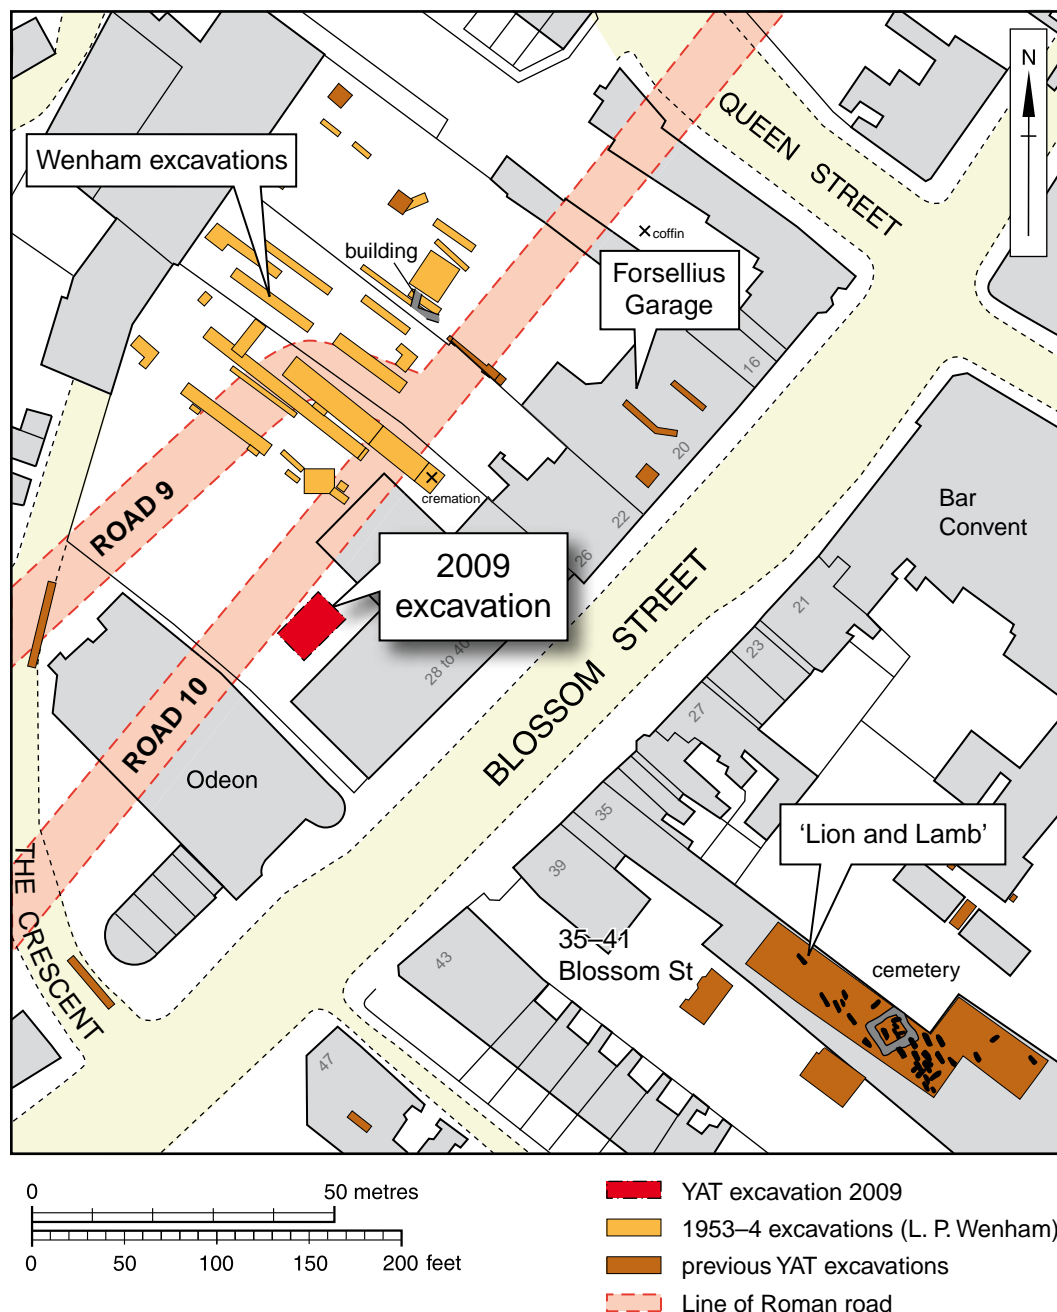 N
QUEEN STREET
Wenham excavations
building
coffin
Forsellius
Garage
16
20
22
26
cremation
ROAD 9
2009
excavation
28 to 40
Bar
Convent
21
23
27
BLOSSOM STREET
ROAD 10
Odeon
35
39
'Lion and Lamb'
THE CRESCENT
43
35–41
Blossom St
cemetery
47
0 50 metres
0 50 100 150 200 feet
YAT excavation 2009
1953–4 excavations (L. P. Wenham)
previous YAT excavations
Line of Roman road